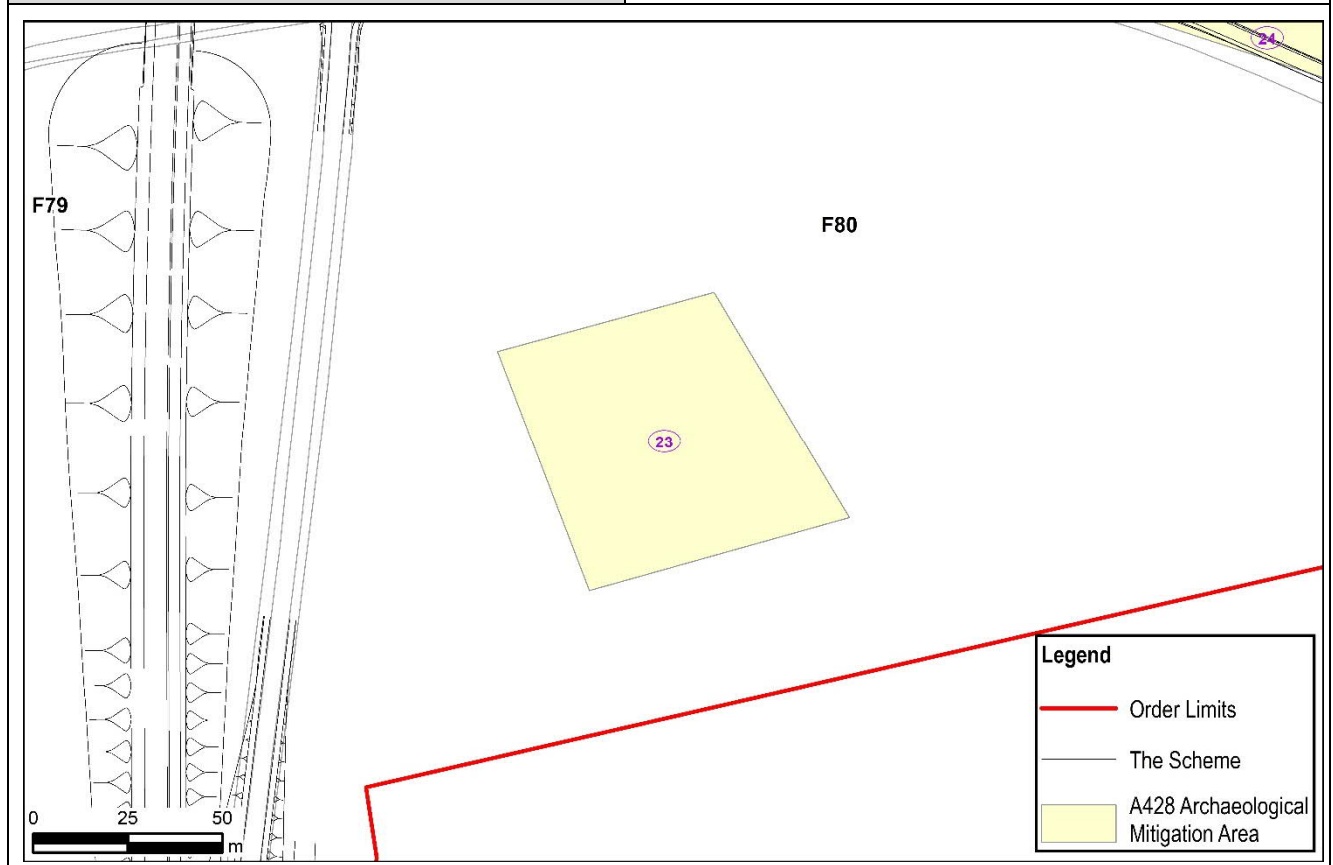 24
F79
F80
23
Legend
Order Limits
The Scheme
A428 Archaeological
Mitigation Area
0 25 50
m